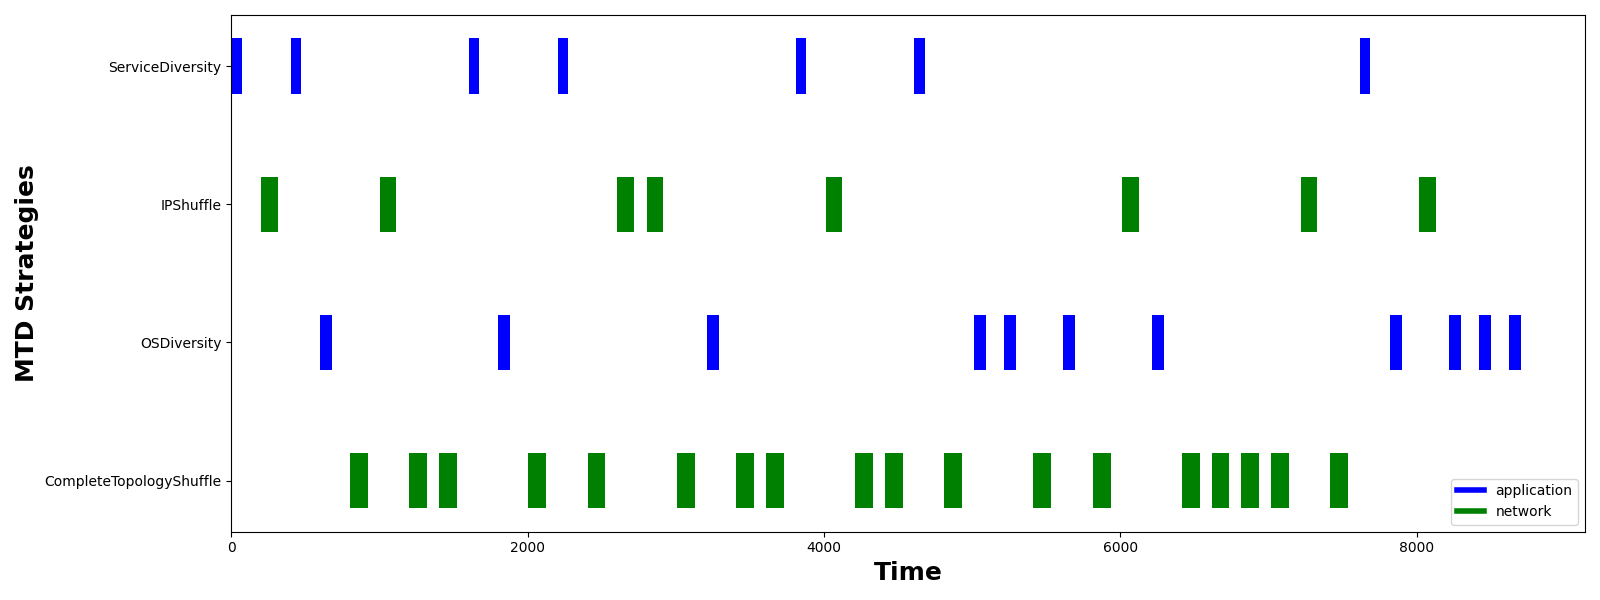 MTD Strategies
ServiceDiversity
IPShuffle
OSDiversity
CompleteTopologyShuffle
application
network
0 2000 4000 6000 8000
Time